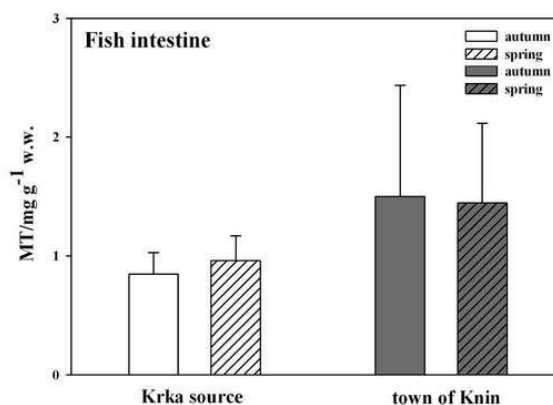 Fish intestine
autumn
spring
autumn
spring
3
2
1
0
MT/mg g⁻¹ w.w.
Krka source
town of Knin